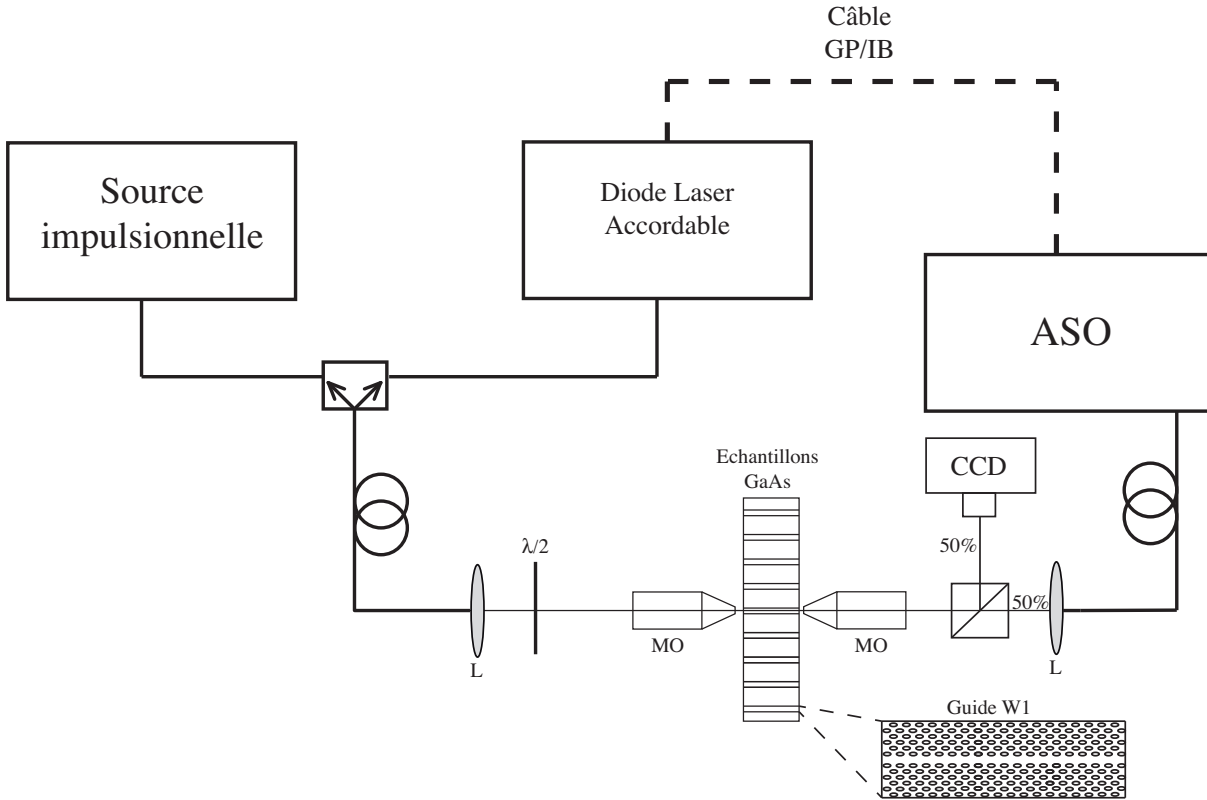 Câble
GP/IB
Source
impulsionnelle
Diode Laser
Accordable
ASO
Echantillons
GaAs
CCD
λ/2
50%
50%
MO
MO
L
L
Guide W1